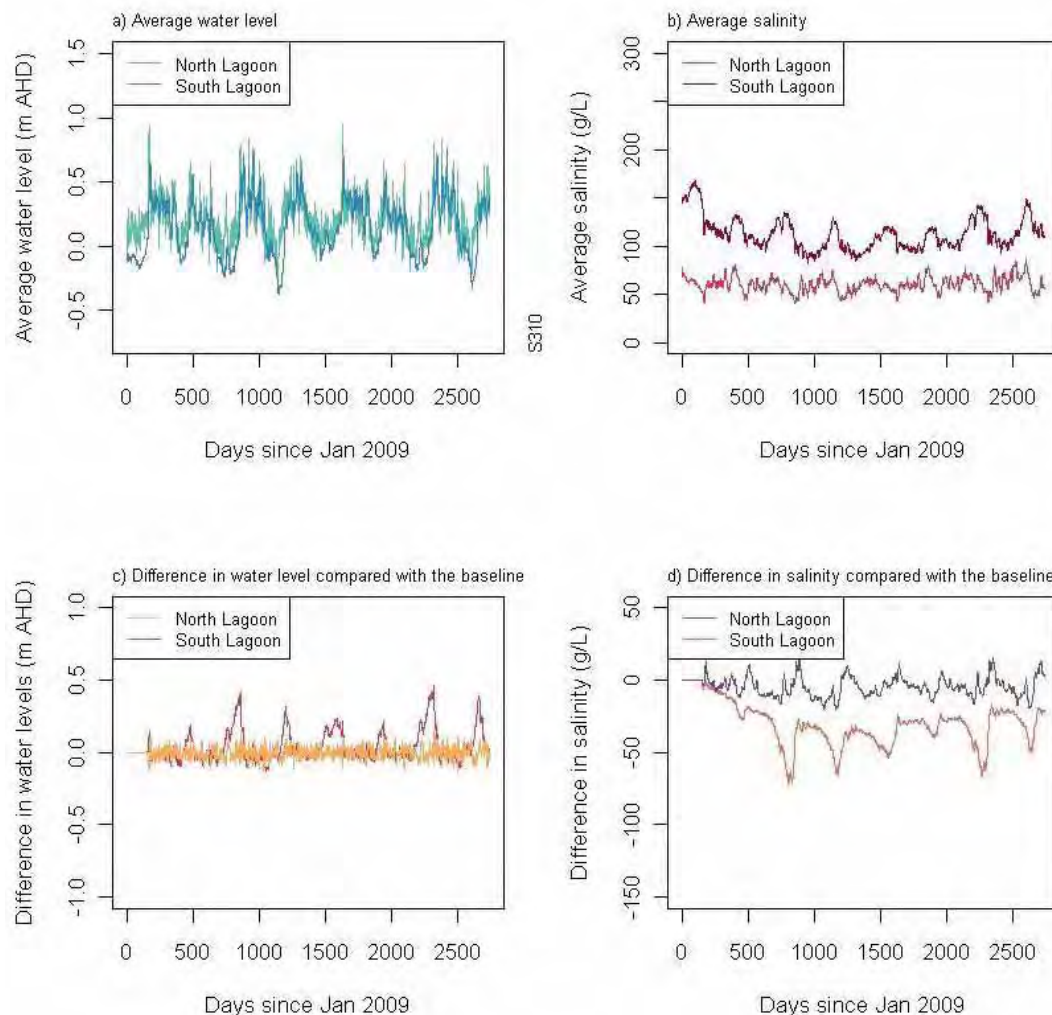 a) Average water level
Average water level (m AHD)
1.5
1.0
0.5
0.0
-0.5
North Lagoon
South Lagoon
0 500 1000 1500 2000 2500
Days since Jan 2009
S310
b) Average salinity
Average salinity (g/L)
300
200
150
100
50
0
North Lagoon
South Lagoon
0 500 1000 1500 2000 2500
Days since Jan 2009
c) Difference in water level compared with the baseline
Difference in water levels (m AHD)
1.0
0.5
0.0
-0.5
-1.0
North Lagoon
South Lagoon
0 500 1000 1500 2000 2500
Days since Jan 2009
d) Difference in salinity compared with the baseline
Difference in salinity (g/L)
50
0
-50
-100
-150
North Lagoon
South Lagoon
0 500 1000 1500 2000 2500
Days since Jan 2009